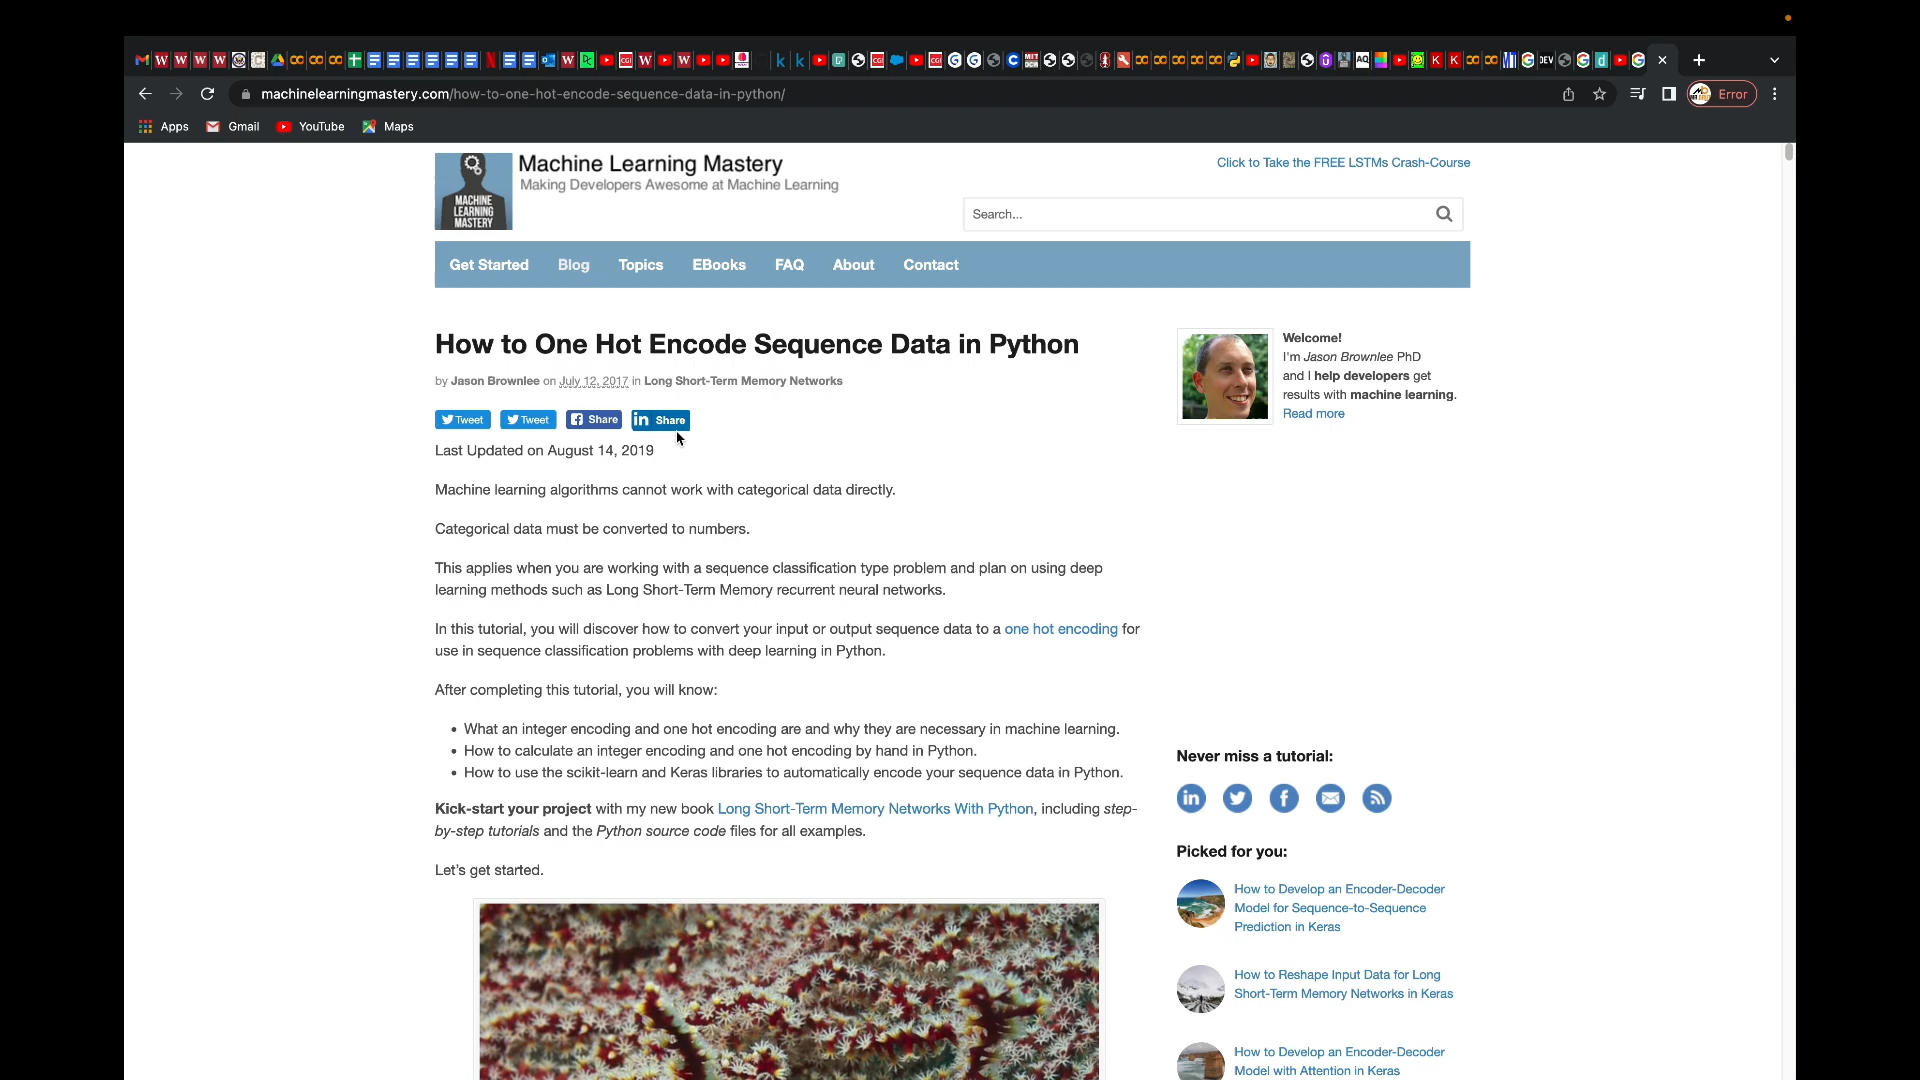 machinelearningmastery.com/how-to-one-hot-encode-sequence-data-in-python/
Error
Apps
Gmail
YouTube
Maps
MACHINE
LEARNING
MASTERY
Machine Learning Mastery
Making Developers Awesome at Machine Learning
Click to Take the FREE LSTMs Crash-Course
Search...
Get Started
Blog
Topics
EBooks
FAQ
About
Contact
How to One Hot Encode Sequence Data in Python
by Jason Brownlee on July 12, 2017 in Long Short-Term Memory Networks
Tweet
Tweet
Share
Share
Last Updated on August 14, 2019
Machine learning algorithms cannot work with categorical data directly.
Categorical data must be converted to numbers.
This applies when you are working with a sequence classification type problem and plan on using deep
learning methods such as Long Short-Term Memory recurrent neural networks.
In this tutorial, you will discover how to convert your input or output sequence data to a one hot encoding for
use in sequence classification problems with deep learning in Python.
After completing this tutorial, you will know:
• What an integer encoding and one hot encoding are and why they are necessary in machine learning.
• How to calculate an integer encoding and one hot encoding by hand in Python.
• How to use the scikit-learn and Keras libraries to automatically encode your sequence data in Python.
Kick-start your project with my new book Long Short-Term Memory Networks With Python, including step-
by-step tutorials and the Python source code files for all examples.
Let's get started.
Welcome!
I'm Jason Brownlee PhD
and I help developers get
results with machine learning.
Read more
Never miss a tutorial:
Picked for you:
How to Develop an Encoder-Decoder
Model for Sequence-to-Sequence
Prediction in Keras
How to Reshape Input Data for Long
Short-Term Memory Networks in Keras
How to Develop an Encoder-Decoder
Model with Attention in Keras